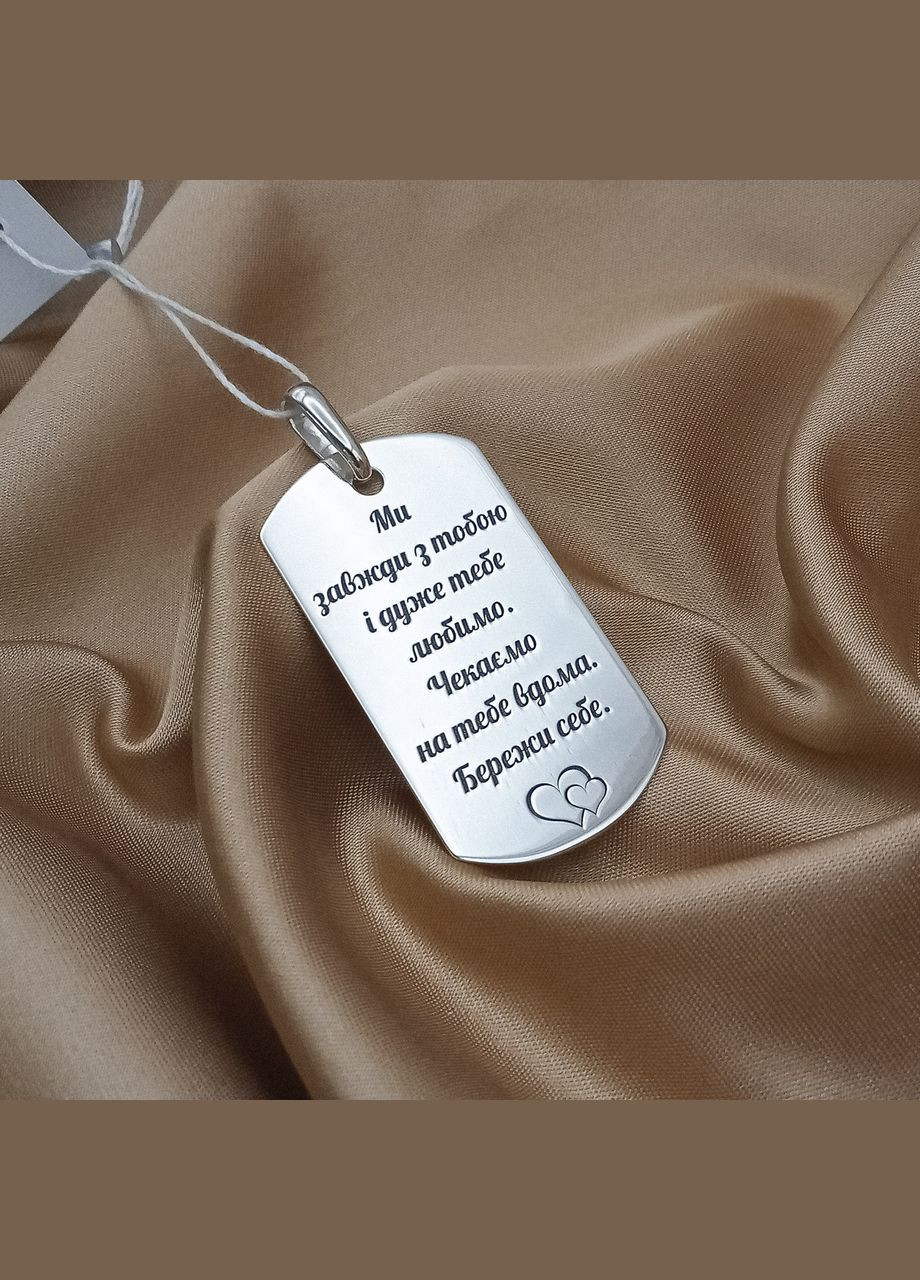 Ми
завжди з тобою
і дуже тебе
любимо.
Чекаємо
на тебе вдома.
Бережи себе.